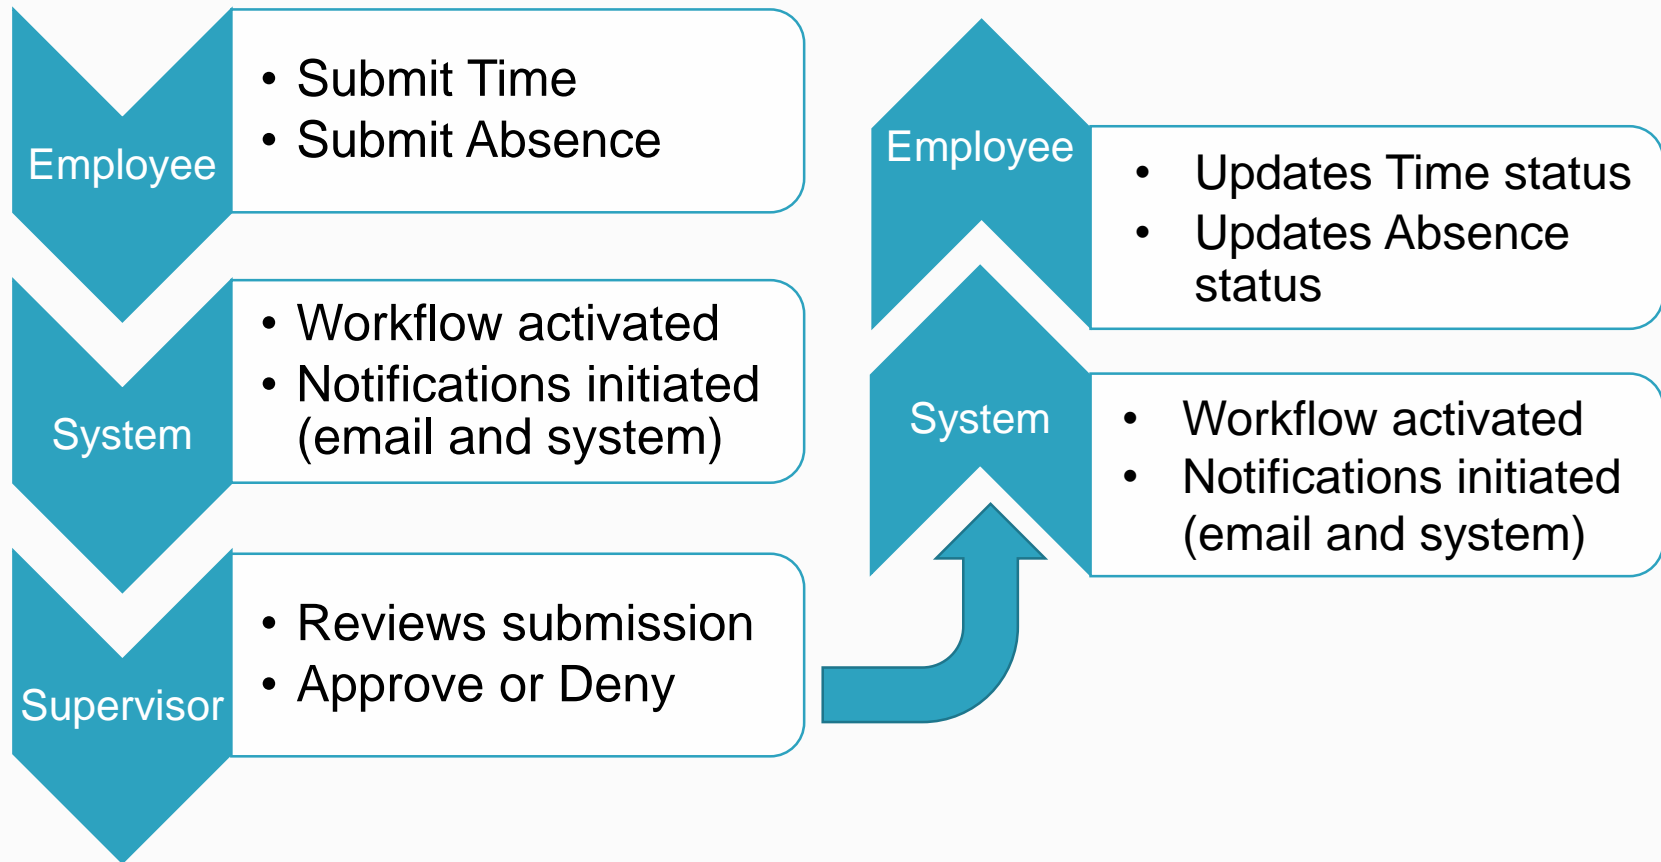 Employee
• Submit Time
• Submit Absence
System
• Workflow activated
• Notifications initiated
(email and system)
Supervisor
• Reviews submission
• Approve or Deny
Employee
• Updates Time status
• Updates Absence
status
System
• Workflow activated
• Notifications initiated
(email and system)